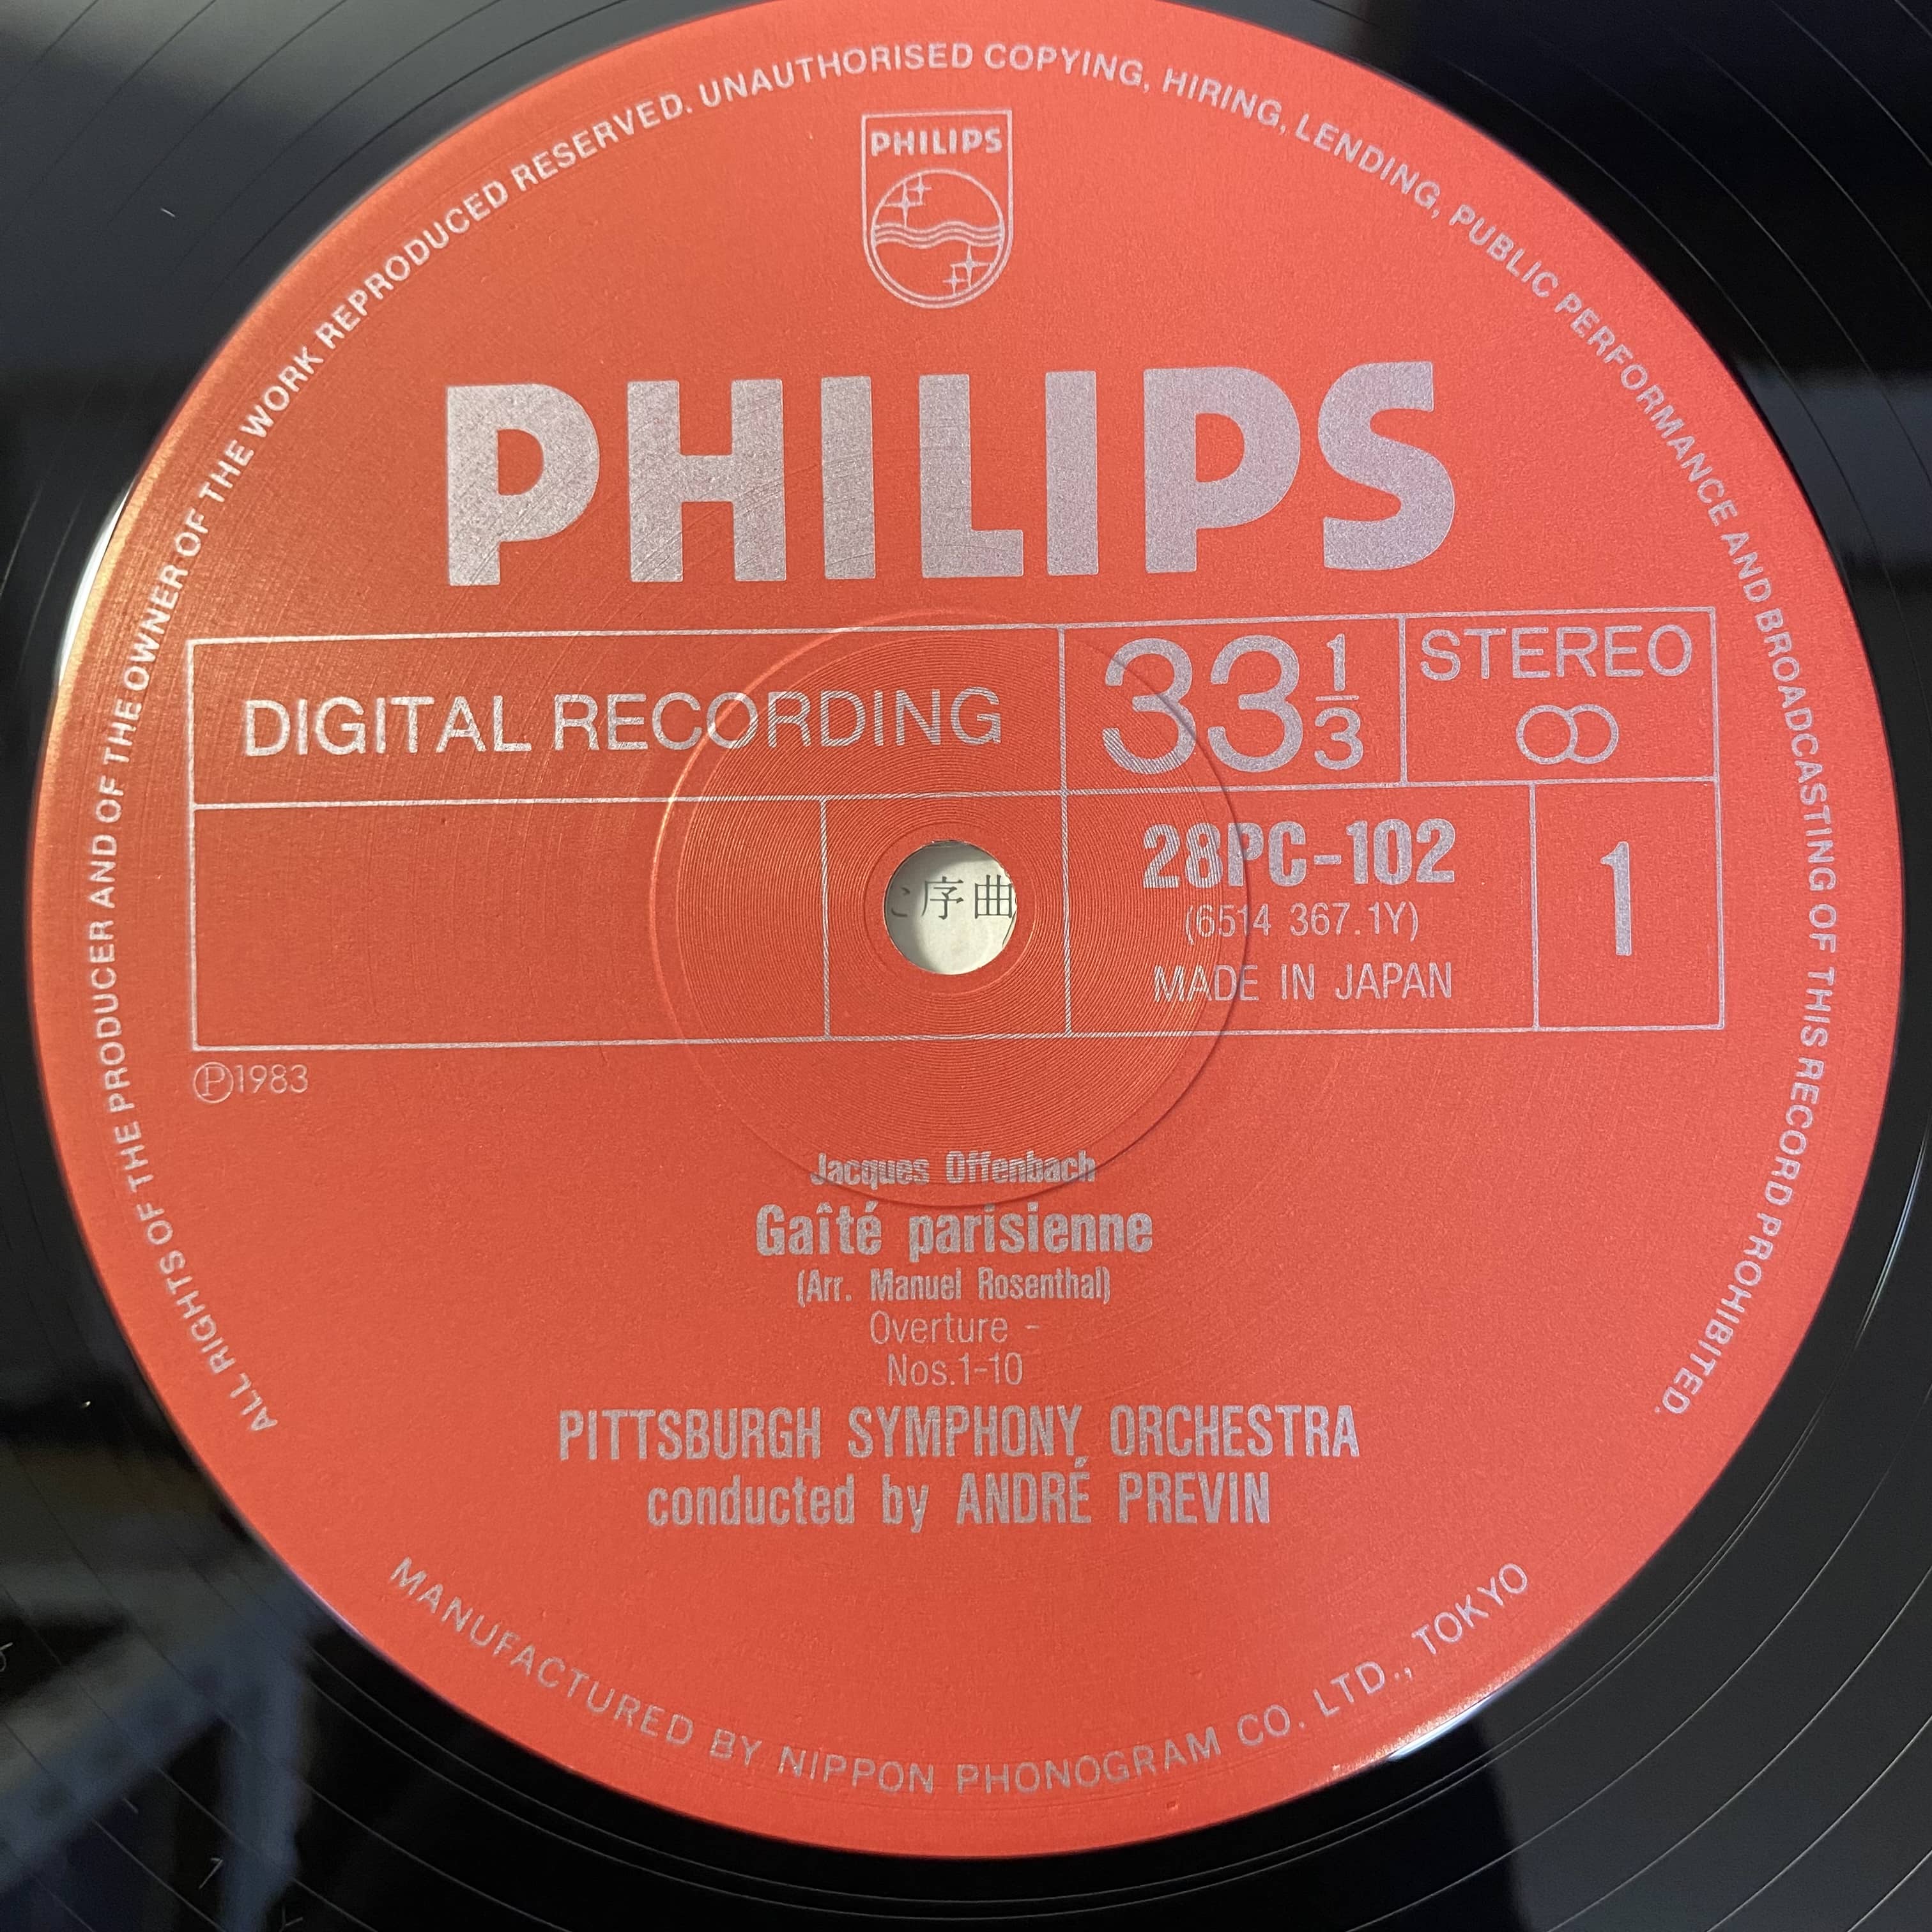 ALL RIGHTS OF THE PRODUCER AND OF THE OWNER OF THE WORK REPRODUCED RESERVED. UNAUTHORISED COPYING, HIRING, LENDING, PUBLIC PERFORMANCE AND BROADCASTING OF THIS RECORD PROHIBITED.
PHILIPS
PHILIPS
DIGITAL RECORDING
33 1/3
STEREO
28PC-102
(6514 367.1Y)
MADE IN JAPAN
1
序曲
Ⓟ1983
Jacques Offenbach
Gaîté parisienne
(Arr. Manuel Rosenthal)
Overture -
Nos.1-10
PITTSBURGH SYMPHONY ORCHESTRA
conducted by ANDRÉ PREVIN
MANUFACTURED BY NIPPON PHONOGRAM CO. LTD., TOKYO